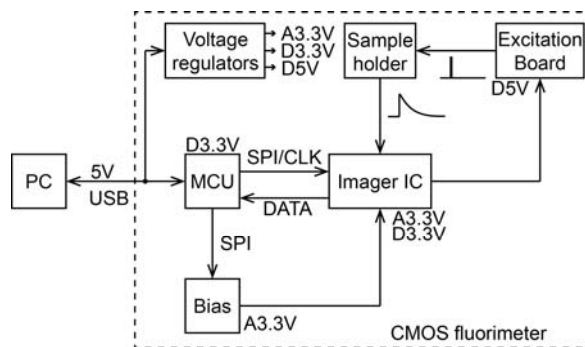 Voltage
regulators
A3.3V
D3.3V
D5V
Sample
holder
Excitation
Board
D5V
D3.3V
PC
5V
USB
MCU
SPI/CLK
DATA
Imager IC
A3.3V
D3.3V
SPI
Bias
A3.3V
CMOS fluorimeter